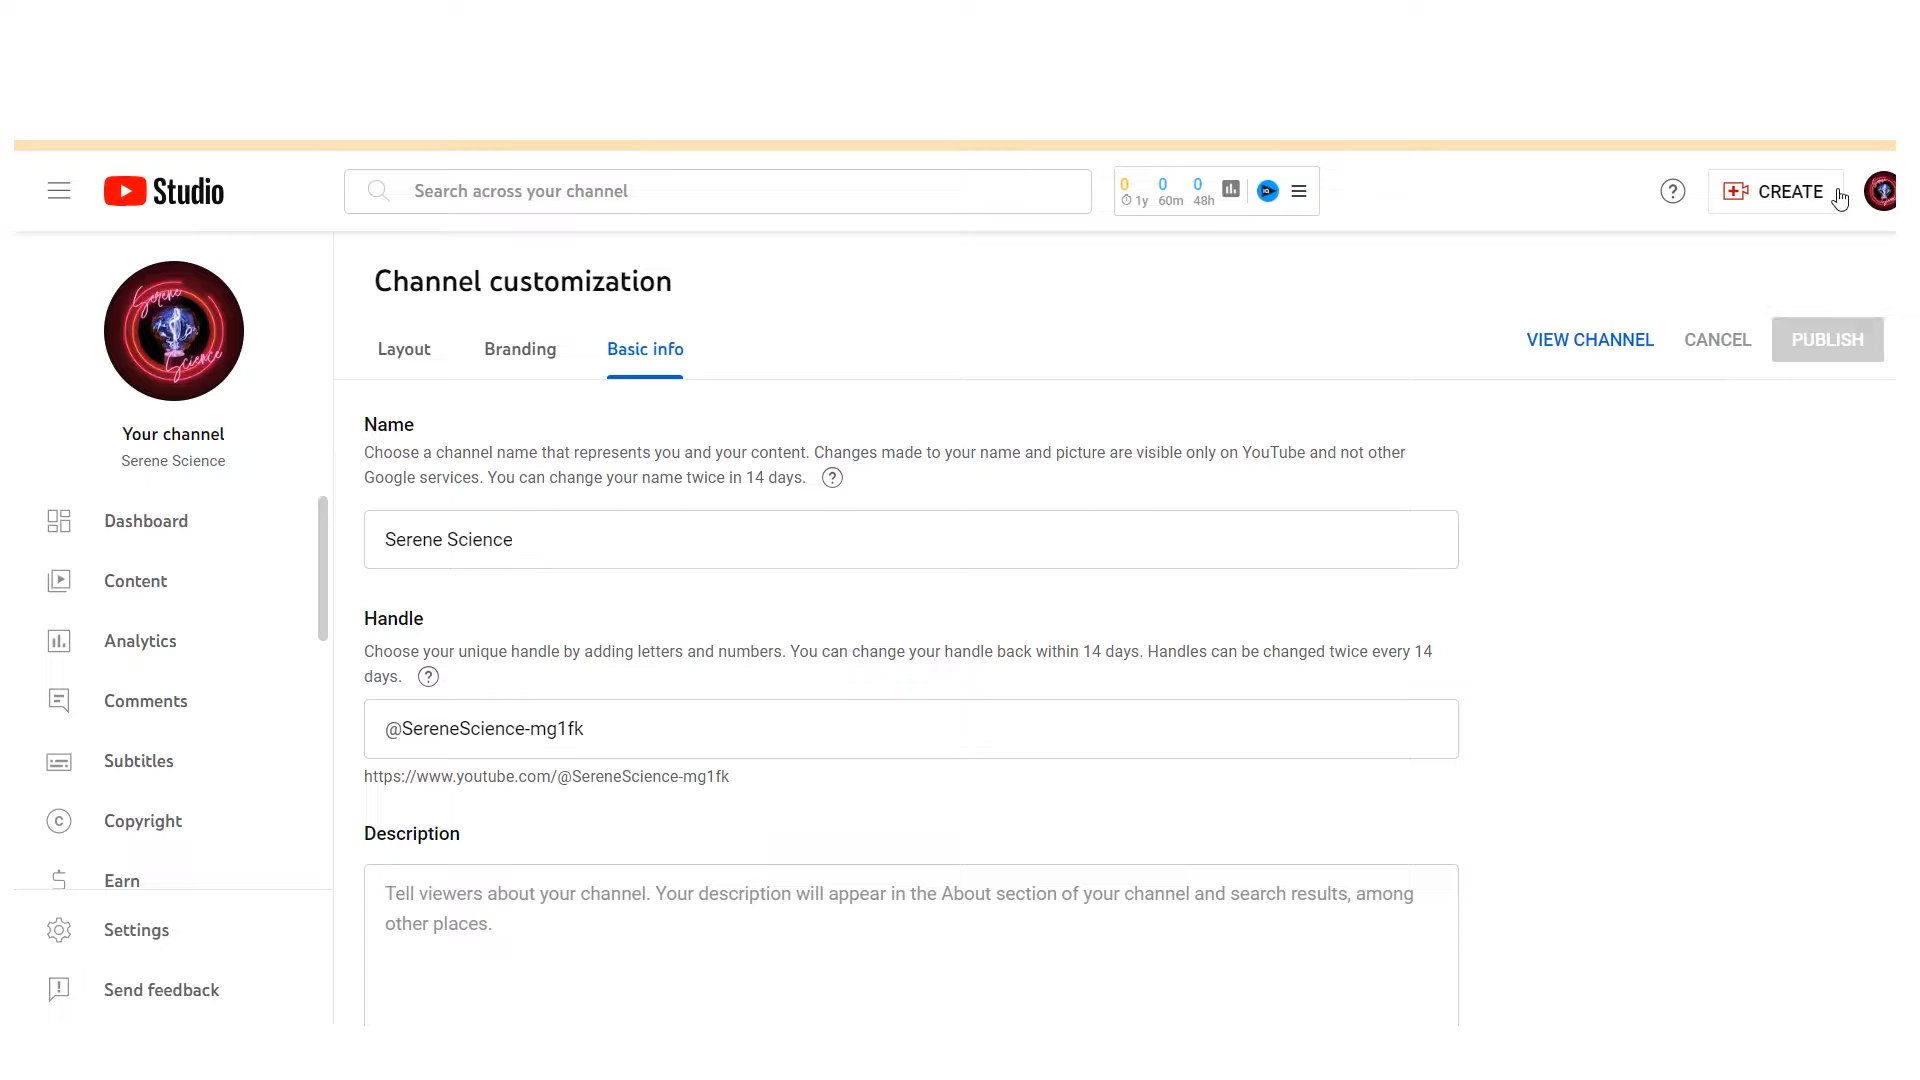 Studio
Search across your channel
0 0 0
1y 60m 48h
IQ
CREATE
Serene
Science
Your channel
Serene Science
Dashboard
Content
Analytics
Comments
Subtitles
Copyright
Earn
Settings
Send feedback
Channel customization
Layout Branding Basic info
VIEW CHANNEL CANCEL PUBLISH
Name
Choose a channel name that represents you and your content. Changes made to your name and picture are visible only on YouTube and not other
Google services. You can change your name twice in 14 days.
Serene Science
Handle
Choose your unique handle by adding letters and numbers. You can change your handle back within 14 days. Handles can be changed twice every 14
days.
@SereneScience-mg1fk
https://www.youtube.com/@SereneScience-mg1fk
Description
Tell viewers about your channel. Your description will appear in the About section of your channel and search results, among
other places.